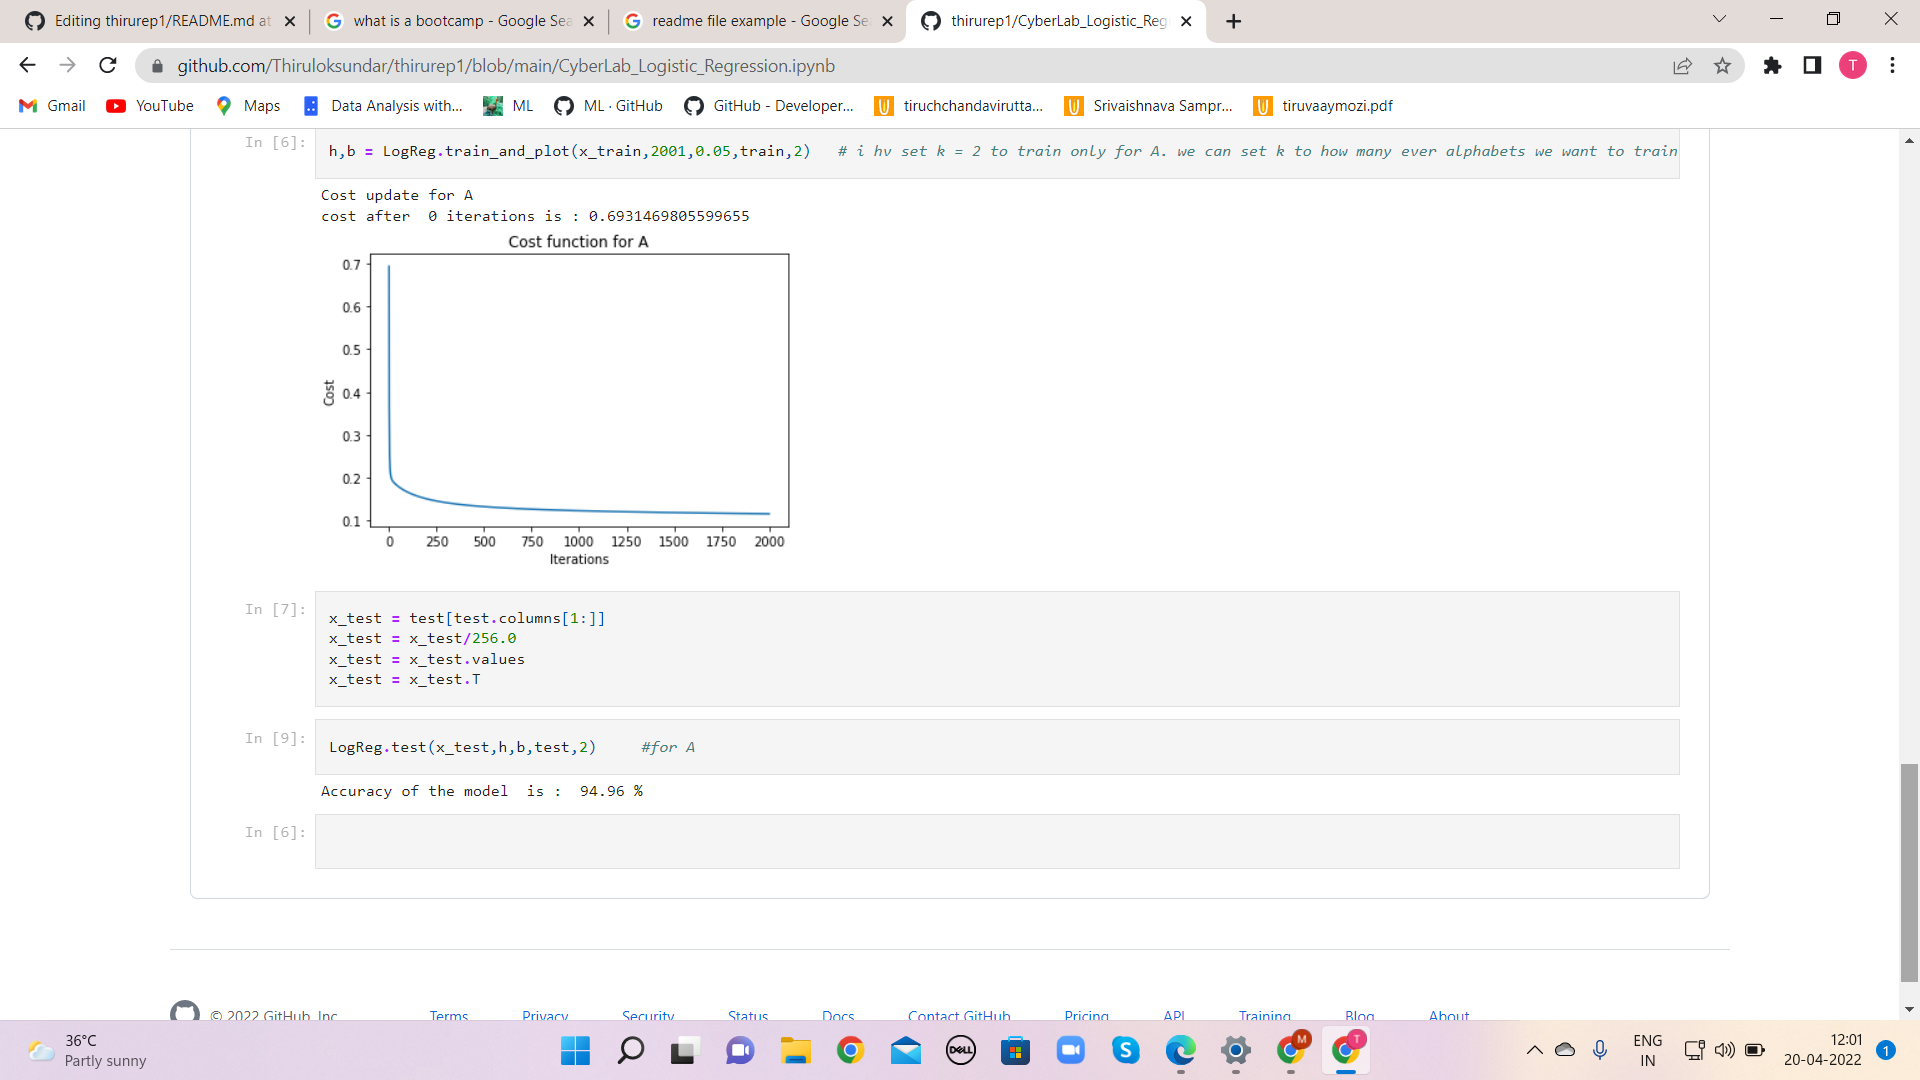 Editing thirurep1/README.md at
what is a bootcamp - Google Sea
readme file example - Google Se
thirurep1/CyberLab_Logistic_Reg
github.com/Thiruloksundar/thirurep1/blob/main/CyberLab_Logistic_Regression.ipynb
T
Gmail
YouTube
Maps
Data Analysis with...
ML
ML · GitHub
GitHub - Developer...
tiruchchandavirutta...
Srivaishnava Sampr...
tiruvaaymozi.pdf
In [6]:
h,b = LogReg.train_and_plot(x_train,2001,0.05,train,2) # i hv set k = 2 to train only for A. we can set k to how many ever alphabets we want to train
Cost update for A
cost after 0 iterations is : 0.6931469805599655
Cost function for A
0.7
0.6
0.5
0.4
0.3
0.2
0.1
Cost
0 250 500 750 1000 1250 1500 1750 2000
Iterations
In [7]:
x_test = test[test.columns[1:]]
x_test = x_test/256.0
x_test = x_test.values
x_test = x_test.T
In [9]:
LogReg.test(x_test,h,b,test,2) #for A
Accuracy of the model is : 94.96 %
In [6]:
© 2022 GitHub, Inc.
Terms
Privacy
Security
Status
Docs
Contact GitHub
Pricing
API
Training
Blog
About
36°C
Partly sunny
DELL
S
M
T
ENG
IN
12:01
20-04-2022
1